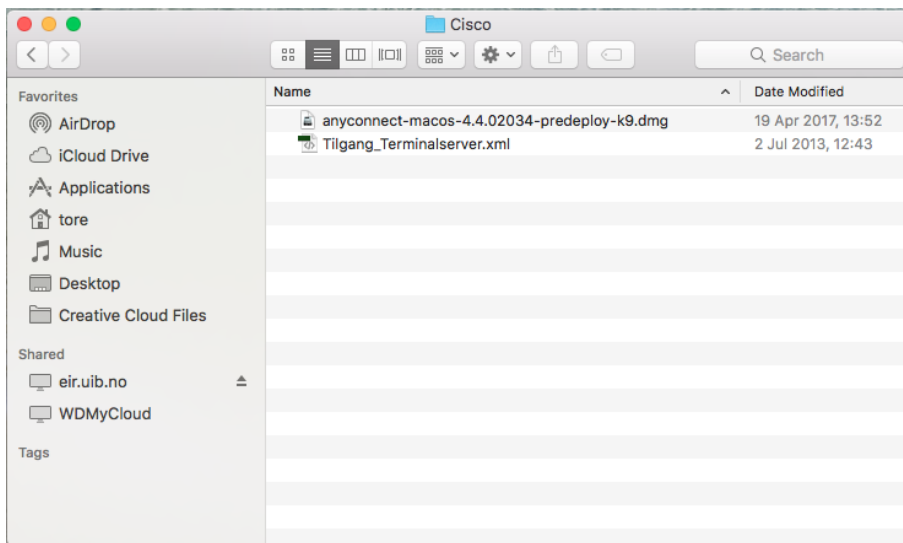 Cisco
Search
Favorites
AirDrop
iCloud Drive
Applications
tore
Music
Desktop
Creative Cloud Files
Shared
eir.uib.no
WDMyCloud
Tags
Name Date Modified
anyconnect-macos-4.4.02034-predeploy-k9.dmg 19 Apr 2017, 13:52
Tilgang_Terminalserver.xml 2 Jul 2013, 12:43